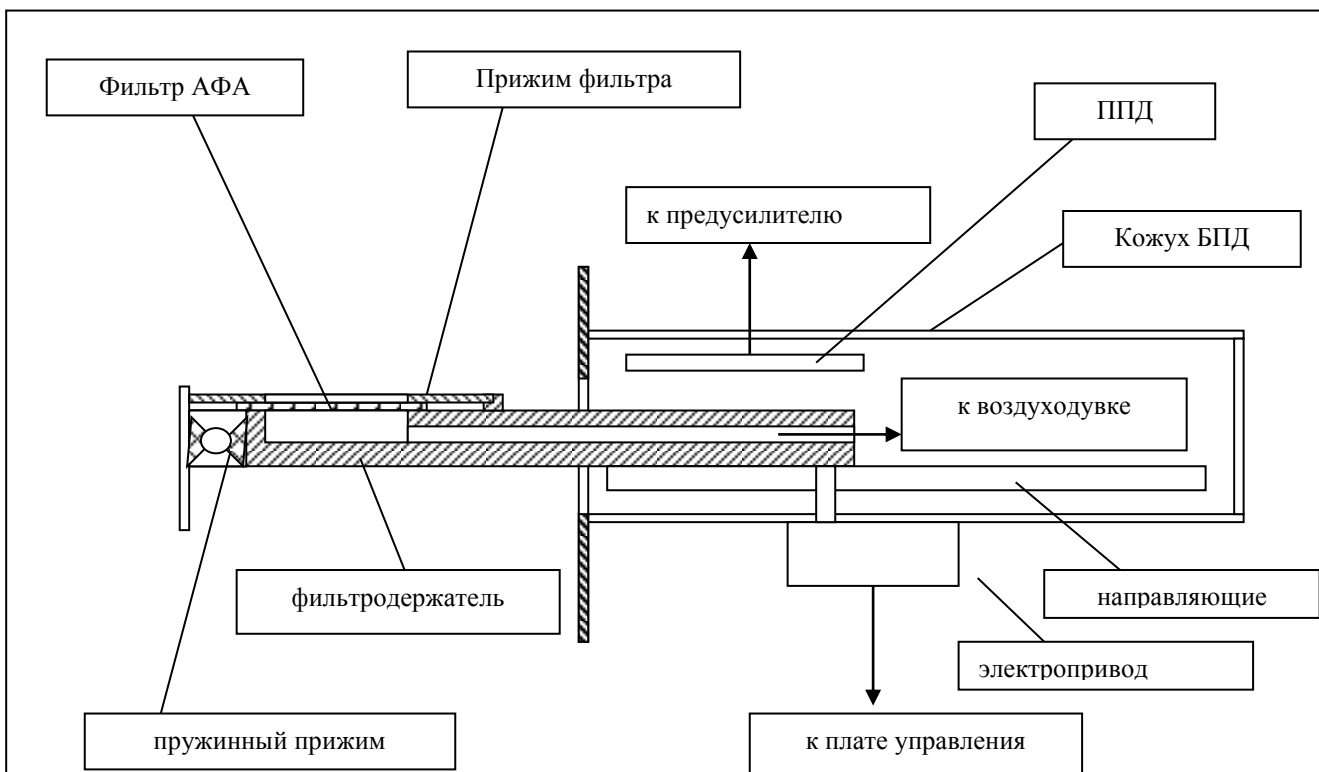 Фильтр АФА
Прижим фильтра
ППД
к предусилителю
Кожух БПД
к воздуходувке
фильтродержатель
направляющие
электропривод
пружинный прижим
к плате управления